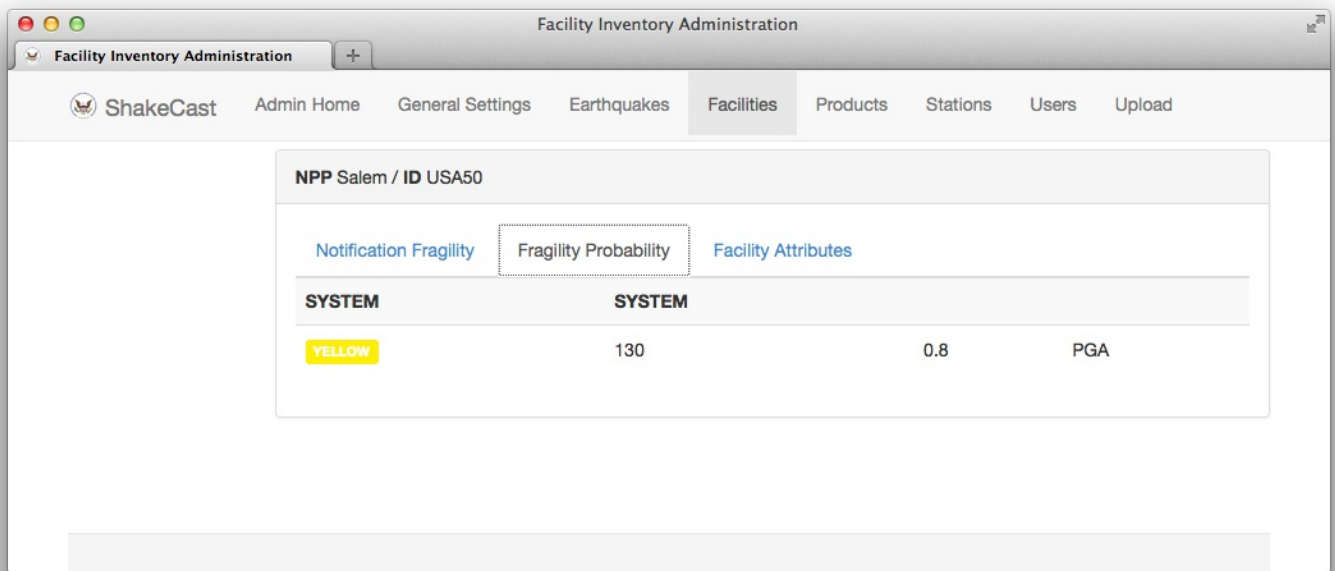 Facility Inventory Administration
Facility Inventory Administration
ShakeCast Admin Home General Settings Earthquakes Facilities Products Stations Users Upload
NPP Salem / ID USA50
Notification Fragility Fragility Probability Facility Attributes
SYSTEM SYSTEM
YELLOW 130 0.8 PGA